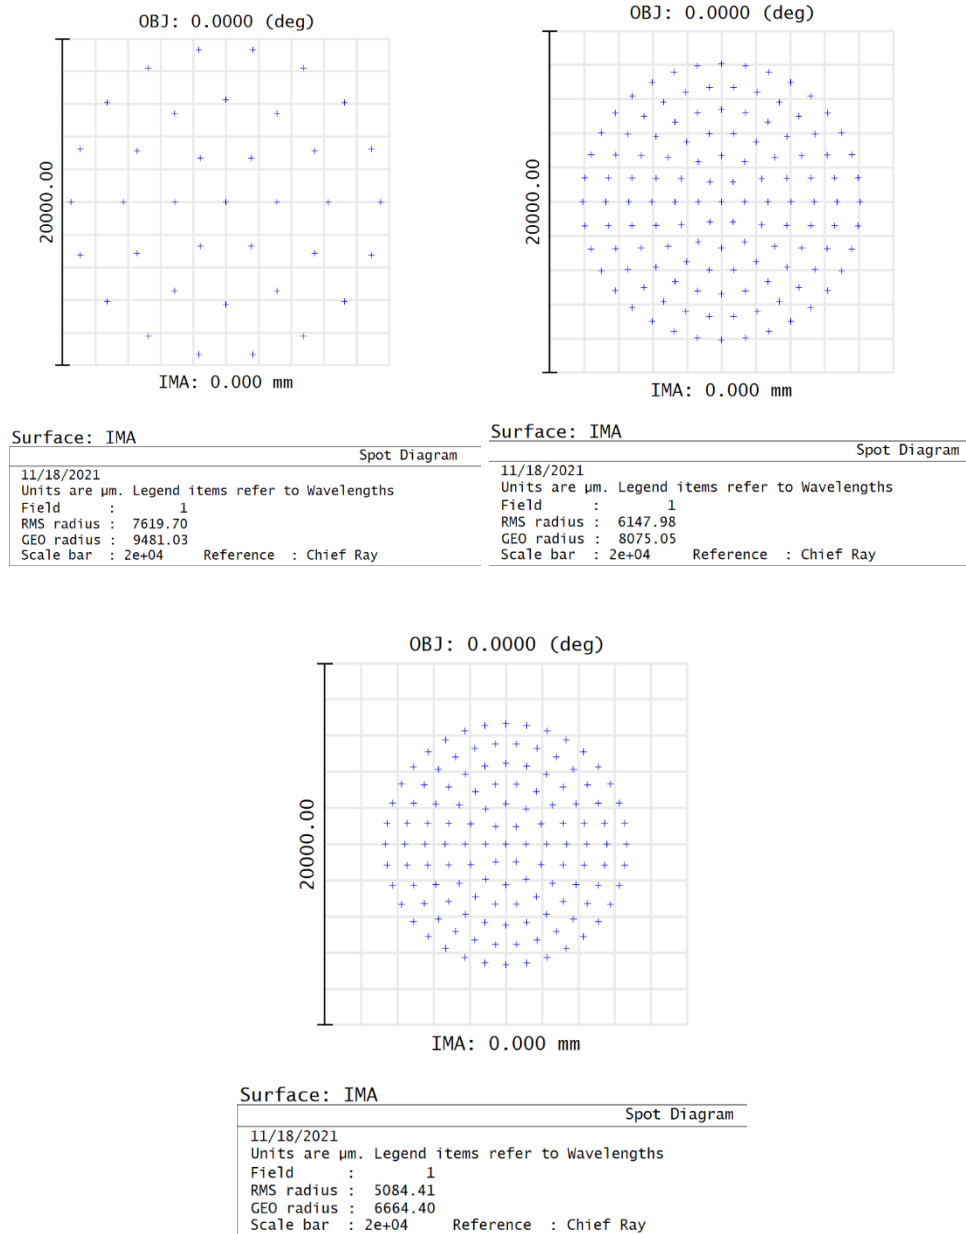 OBJ: 0.0000 (deg)
20000.00
IMA: 0.000 mm
Surface: IMA
Spot Diagram
11/18/2021
Units are µm. Legend items refer to Wavelengths
Field : 1
RMS radius : 7619.70
GEO radius : 9481.03
Scale bar : 2e+04 Reference : Chief Ray
OBJ: 0.0000 (deg)
20000.00
IMA: 0.000 mm
Surface: IMA
Spot Diagram
11/18/2021
Units are µm. Legend items refer to Wavelengths
Field : 1
RMS radius : 6147.98
GEO radius : 8075.05
Scale bar : 2e+04 Reference : Chief Ray
OBJ: 0.0000 (deg)
20000.00
IMA: 0.000 mm
Surface: IMA
Spot Diagram
11/18/2021
Units are µm. Legend items refer to Wavelengths
Field : 1
RMS radius : 5084.41
GEO radius : 6664.40
Scale bar : 2e+04 Reference : Chief Ray